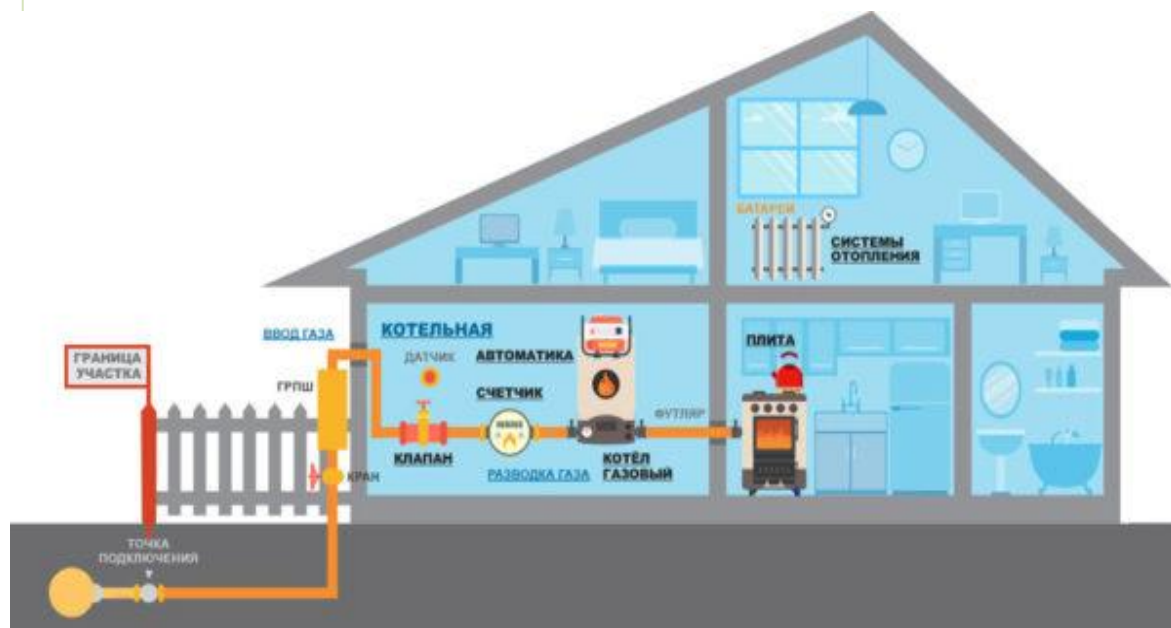 БАТАРЕИ
СИСТЕМЫ
ОТОПЛЕНИЯ
ВВОД ГАЗА
КОТЕЛЬНАЯ
ГРАНИЦА
УЧАСТКА
ДАТЧИК
АВТОМАТИКА
ПЛИТА
ГРПШ
СЧЕТЧИК
ФУТЛЯР
КЛАПАН
КОТЁЛ
ГАЗОВЫЙ
РАЗВОДКА ГАЗА
КРАН
ТОЧКА
ПОДКЛЮЧЕНИЯ